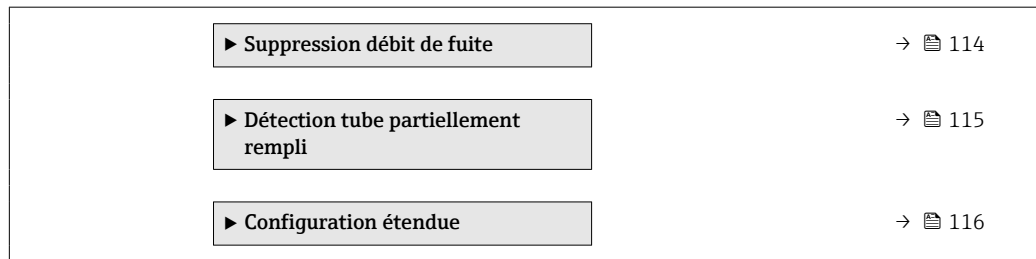 ▶ Suppression débit de fuite → 🗎 114
▶ Détection tube partiellement → 🗎 115
rempli
▶ Configuration étendue → 🗎 116